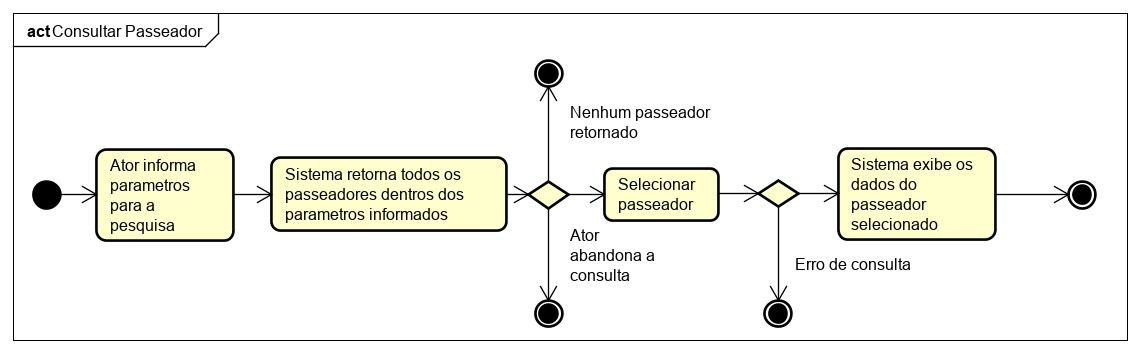 act Consultar Passeador
Nenhum passeador
retornado
Ator informa
parametros
para a
pesquisa
Sistema retorna todos os
passeadores dentros dos
parametros informados
Selecionar
passeador
Sistema exibe os
dados do
passeador
selecionado
Ator
abandona a
consulta
Erro de consulta